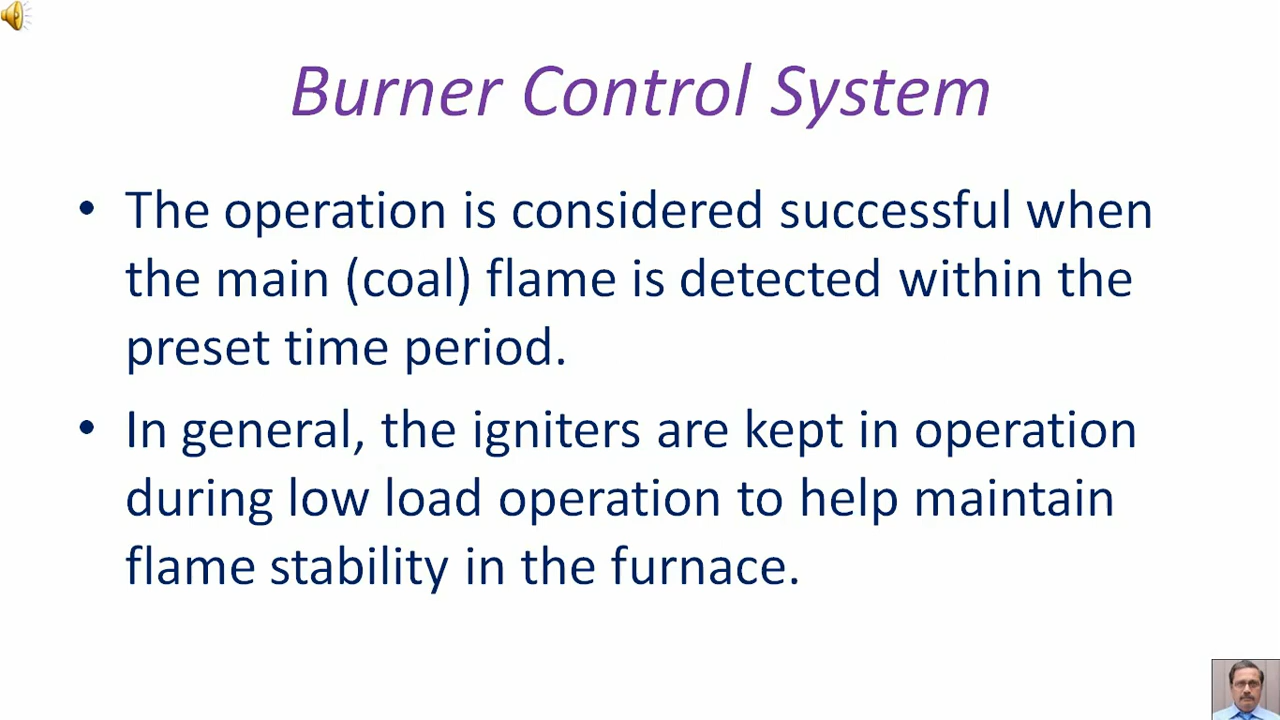 Burner Control System
• The operation is considered successful when
the main (coal) flame is detected within the
preset time period.
• In general, the igniters are kept in operation
during low load operation to help maintain
flame stability in the furnace.